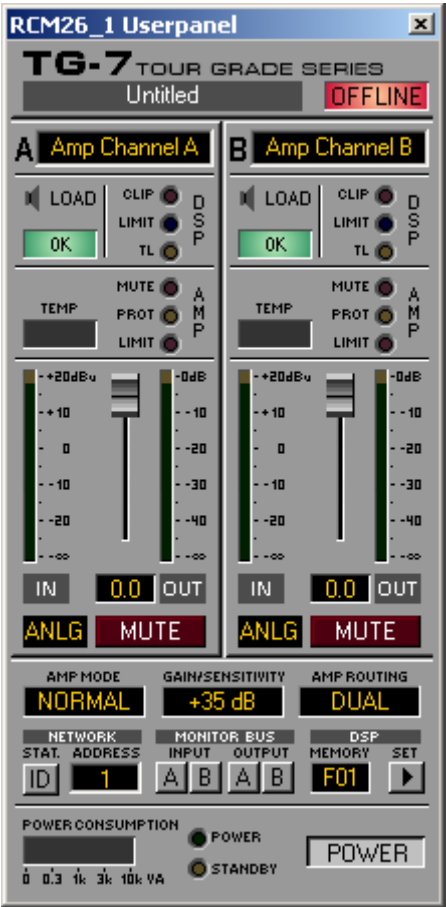 RCM26_1 Userpanel
TG-7 TOUR GRADE SERIES
Untitled OFFLINE
A Amp Channel A
LOAD
OK
CLIP
LIMIT
TL
DSP
TEMP
MUTE
PROT
LIMIT
AMP
+20dBu
+10
0
-10
-20
-∞
-0dB
-10
-20
-30
-40
-∞
IN 0.0 OUT
ANLG MUTE
B Amp Channel B
LOAD
OK
CLIP
LIMIT
TL
DSP
TEMP
MUTE
PROT
LIMIT
AMP
+20dBu
+10
0
-10
-20
-∞
-0dB
-10
-20
-30
-40
-∞
IN 0.0 OUT
ANLG MUTE
AMP MODE GAIN/SENSITIVITY AMP ROUTING
NORMAL +35 dB DUAL
NETWORK MONITOR BUS DSP
STAT. ADDRESS INPUT OUTPUT MEMORY SET
ID 1 A B A B F01
POWER CONSUMPTION
0 0.3 1k 3k 10k VA
POWER
STANDBY
POWER